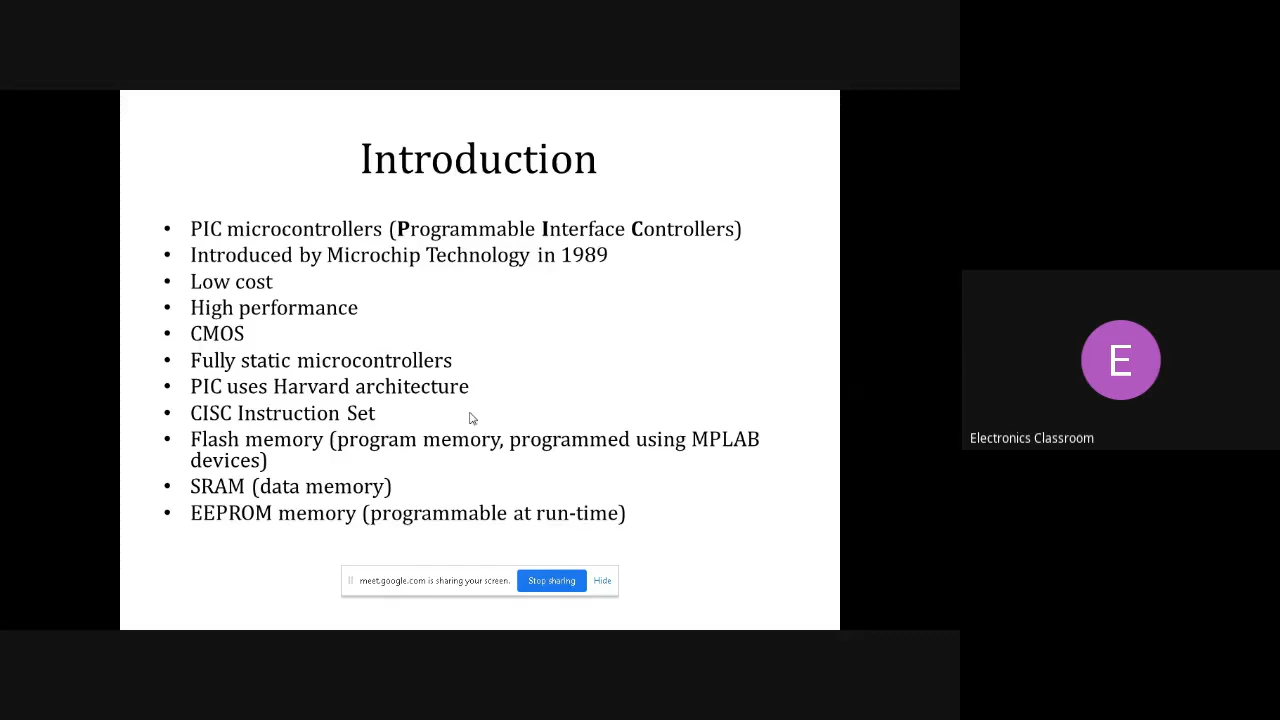 Introduction
• PIC microcontrollers (Programmable Interface Controllers)
• Introduced by Microchip Technology in 1989
• Low cost
• High performance
• CMOS
• Fully static microcontrollers
• PIC uses Harvard architecture
• CISC Instruction Set
• Flash memory (program memory, programmed using MPLAB
devices)
• SRAM (data memory)
• EEPROM memory (programmable at run-time)
meet.google.com is sharing your screen. Stop sharing Hide
E
Electronics Classroom